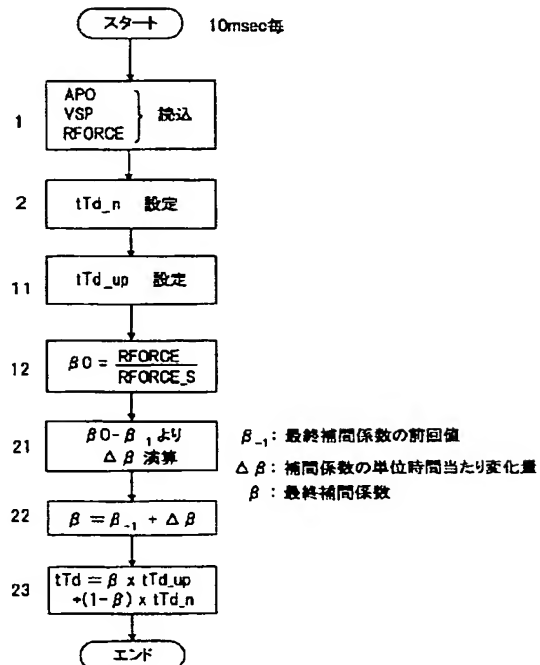 スタート
10msec毎
1
APO
VSP
RFORCE
読込
2
tTd_n 設定
11
tTd_up 設定
12
β0 = RFORCE
RFORCE_S
21
β0-β-1 より
Δβ 演算
β-1: 最終補間係数の前回値
Δβ: 補間係数の単位時間当たり変化量
β : 最終補間係数
22
β = β-1 + Δβ
23
tTd = β x tTd_up
+(1-β) x tTd_n
エンド